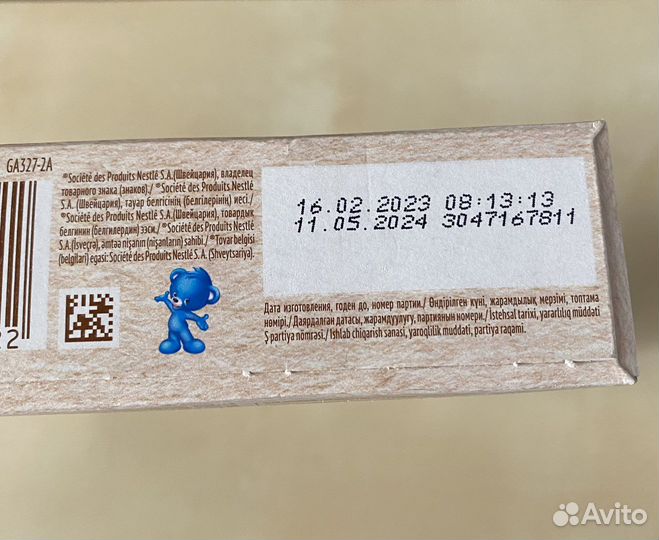 GA327-2A
*Société des Produits Nestlé
S.A.(Швейцария), владелец
товарного знака (знаков)./ *Société des Produits Nestlé
S.A. (Швейцария), тауар белгісінің (белгілерінің) иесі./
*Société des Produits Nestlé S.A. (Швейцария), товардык
белгинин (белгилердин) ээси./ *Société des Produits Nestlé
S.A.(İsveçrə), əmtəə nişanın (nişanların) sahibi./ *Tovar belgisi
(belgilari) egasi: Société des Produits Nestlé S. A. (Shveytsariya).
16.02.2023 08:13:13
11.05.2024 3047167811
Дата изготовления, годен до, номер партии./ Өндірілген күні, жарамдылық мерзімі, топтама
нөмірі./ Даярдалган датасы, жарамдуулугу, партиянын номери./ İstehsal tarixi, yararlılıq müddəti
Ş partiya nömrəsi./ Ishlab chiqarish sanasi, yaroqlilik muddati, partiya raqami.
22
Avito